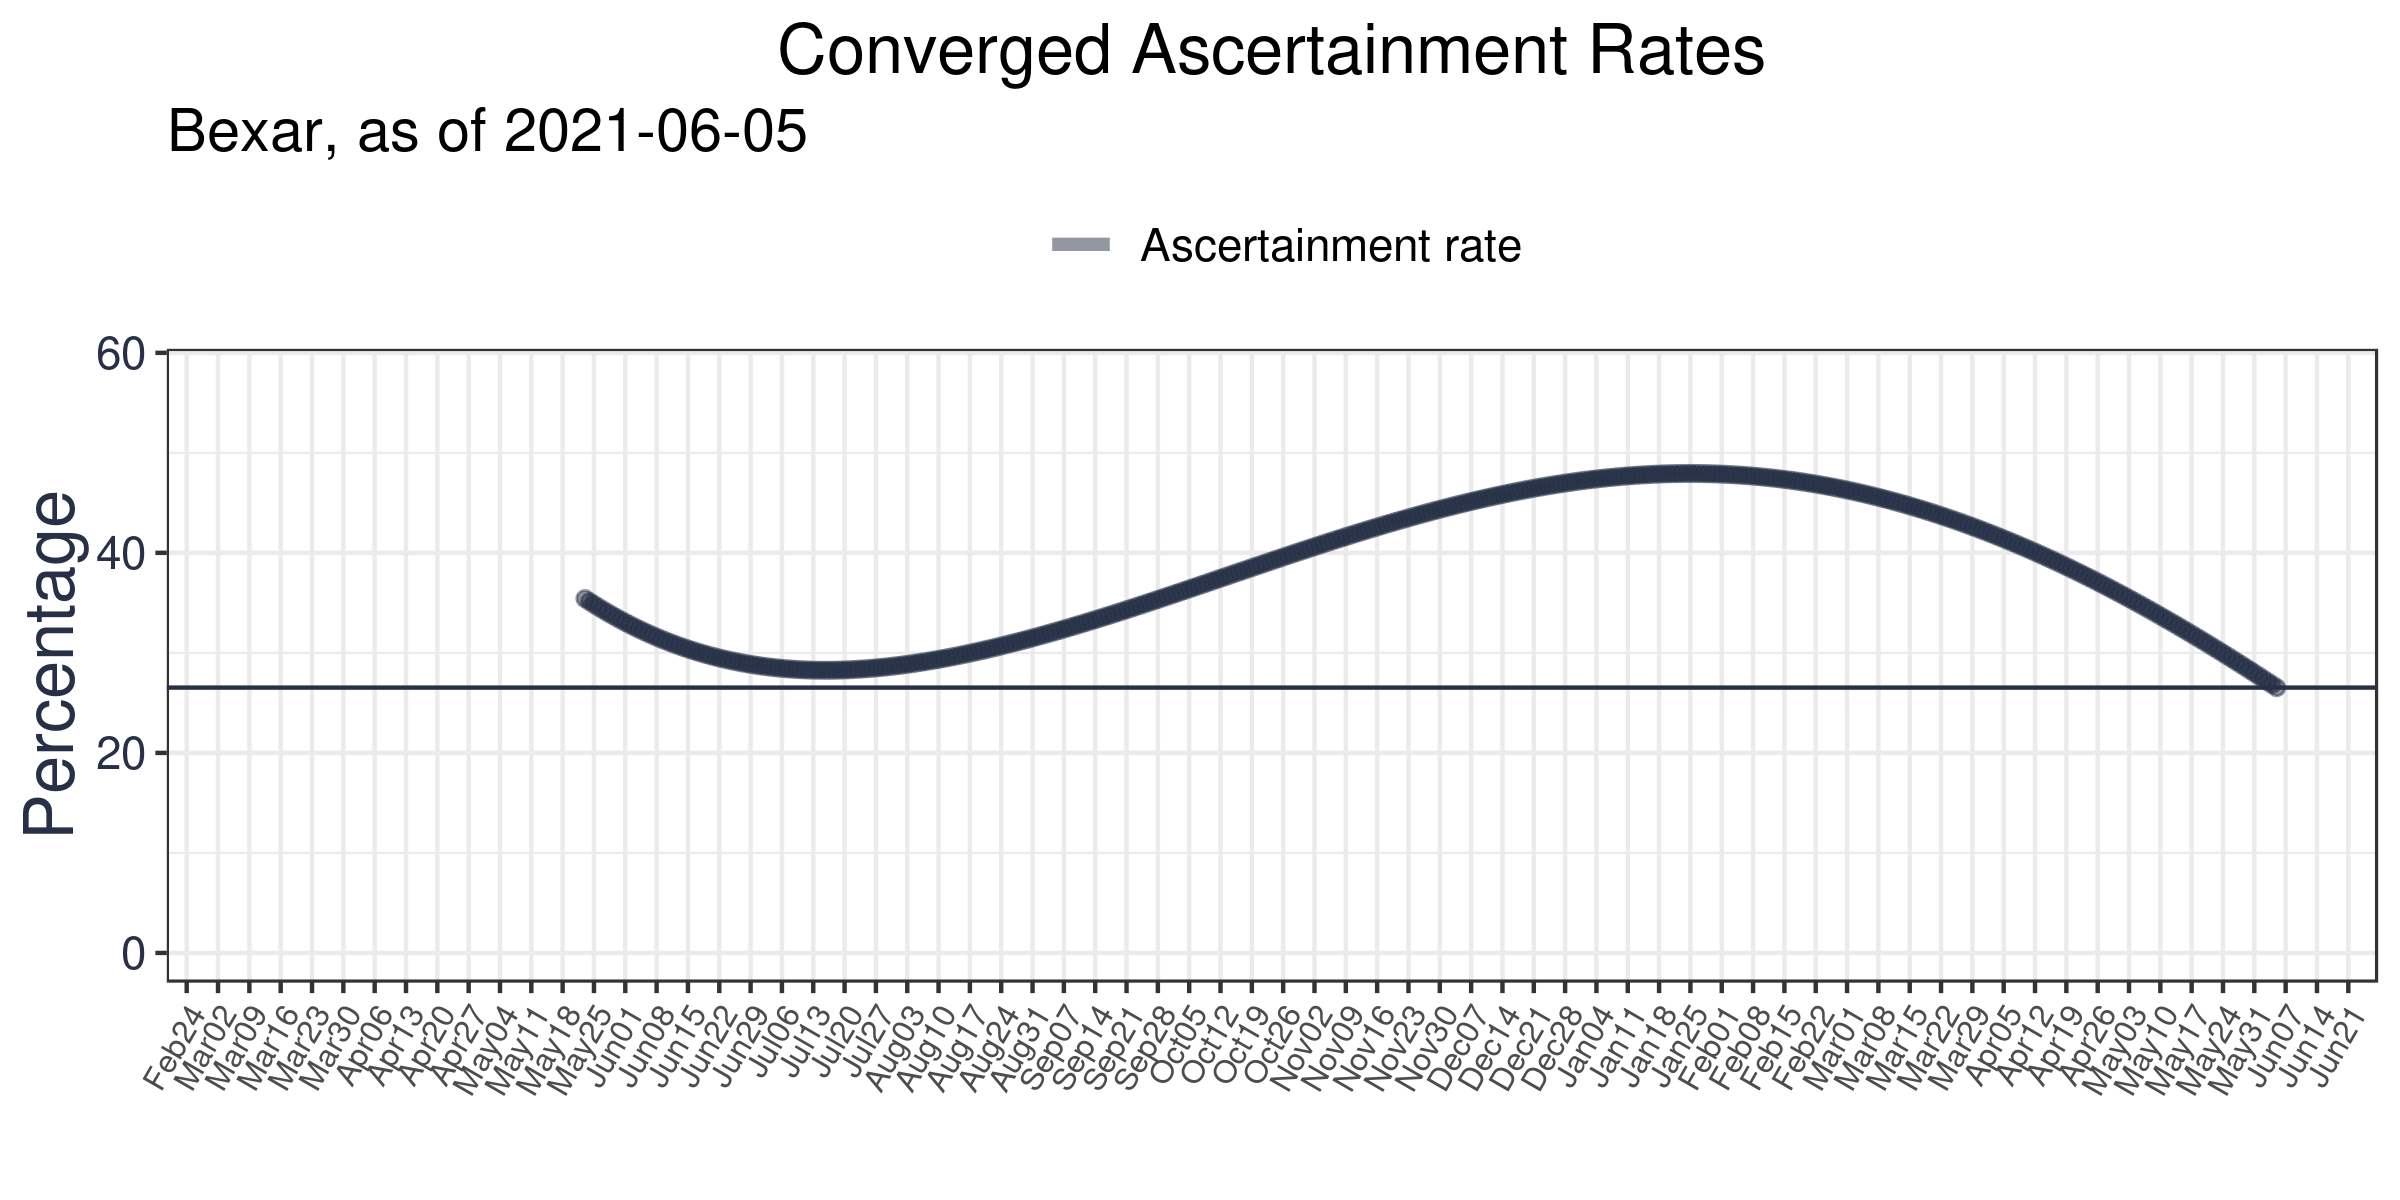 Converged Ascertainment Rates
Bexar, as of 2021-06-05
Ascertainment rate
Percentage
60
40
20
0
Feb24 Mar02 Mar09 Mar16 Mar23 Mar30 Apr06 Apr13 Apr20 Apr27 May04 May11 May18 May25 Jun01 Jun08 Jun15 Jun22 Jun29 Jul06 Jul13 Jul20 Jul27 Aug03 Aug10 Aug17 Aug24 Aug31 Sep07 Sep14 Sep21 Sep28 Oct05 Oct12 Oct19 Oct26 Nov02 Nov09 Nov16 Nov23 Nov30 Dec07 Dec14 Dec21 Dec28 Jan04 Jan11 Jan18 Jan25 Feb01 Feb08 Feb15 Feb22 Mar01 Mar08 Mar15 Mar22 Mar29 Apr05 Apr12 Apr19 Apr26 May03 May10 May17 May24 May31 Jun07 Jun14 Jun21